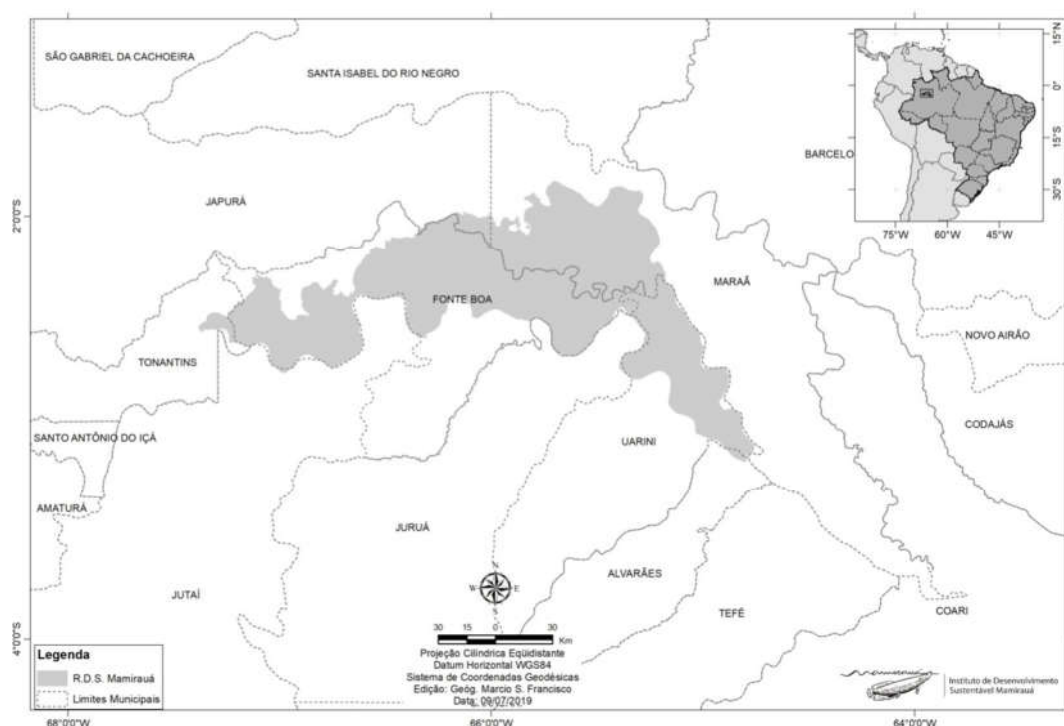 SÃO GABRIEL DA CACHOEIRA
SANTA ISABEL DO RIO NEGRO
BARCELO
15°N
0°
15°S
30°S
75°W
60°W
45°W
2°0'0"S
JAPURÁ
MARAÃ
FONTE BOA
NOVO AIRÃO
TONANTINS
CODAJÁS
SANTO ANTÔNIO DO IÇÁ
UARINI
AMATURÁ
JURUÁ
ALVARÃES
JUTAÍ
TEFÉ
COARI
4°0'0"S
N
W
E
S
30 15 0 30
Km
Projeção Cilíndrica Eqüidistante
Datum Horizontal WGS84
Sistema de Coordenadas Geodésicas
Edição: Geóg. Marcio S. Francisco
Data: 09/07/2019
Legenda
R.D.S. Mamirauá
Limites Municipais
Instituto de Desenvolvimento
Sustentável Mamirauá
68°0'0"W
66°0'0"W
64°0'0"W